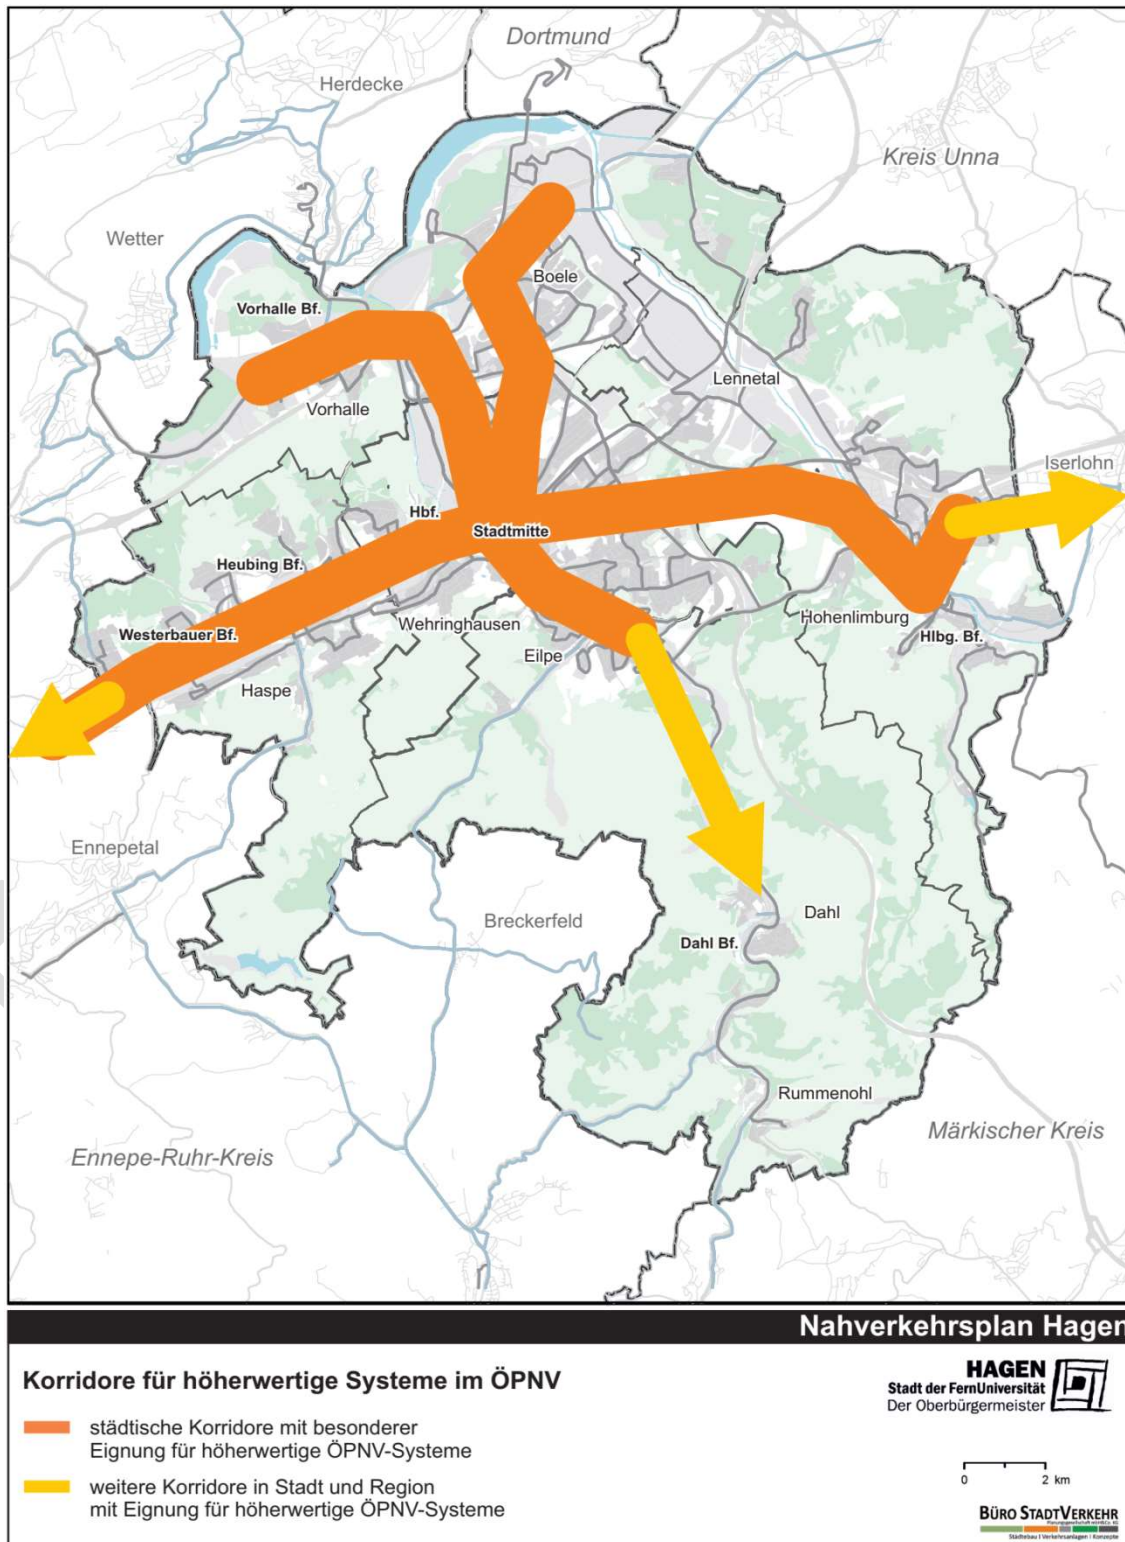 Dortmund
Herdecke
Kreis Unna
Wetter
Boele
Vorhalle Bf.
Lennetal
Vorhalle
Iserlohn
Hbf.
Stadtmitte
Heubing Bf.
Hohenlimburg
Wehringhausen
Westerbauer Bf.
Hlbg. Bf.
Eilpe
Haspe
Ennepetal
Dahl
Breckerfeld
Dahl Bf.
Rummenohl
Märkischer Kreis
Ennepe-Ruhr-Kreis
Nahverkehrsplan Hagen
Korridore für höherwertige Systeme im ÖPNV
städtische Korridore mit besonderer
Eignung für höherwertige ÖPNV-Systeme
weitere Korridore in Stadt und Region
mit Eignung für höherwertige ÖPNV-Systeme
HAGEN
Stadt der FernUniversität
Der Oberbürgermeister
0 2 km
BÜRO STADTVERKEHR
Städtebau I Verkehrsanlagen I Konzepte